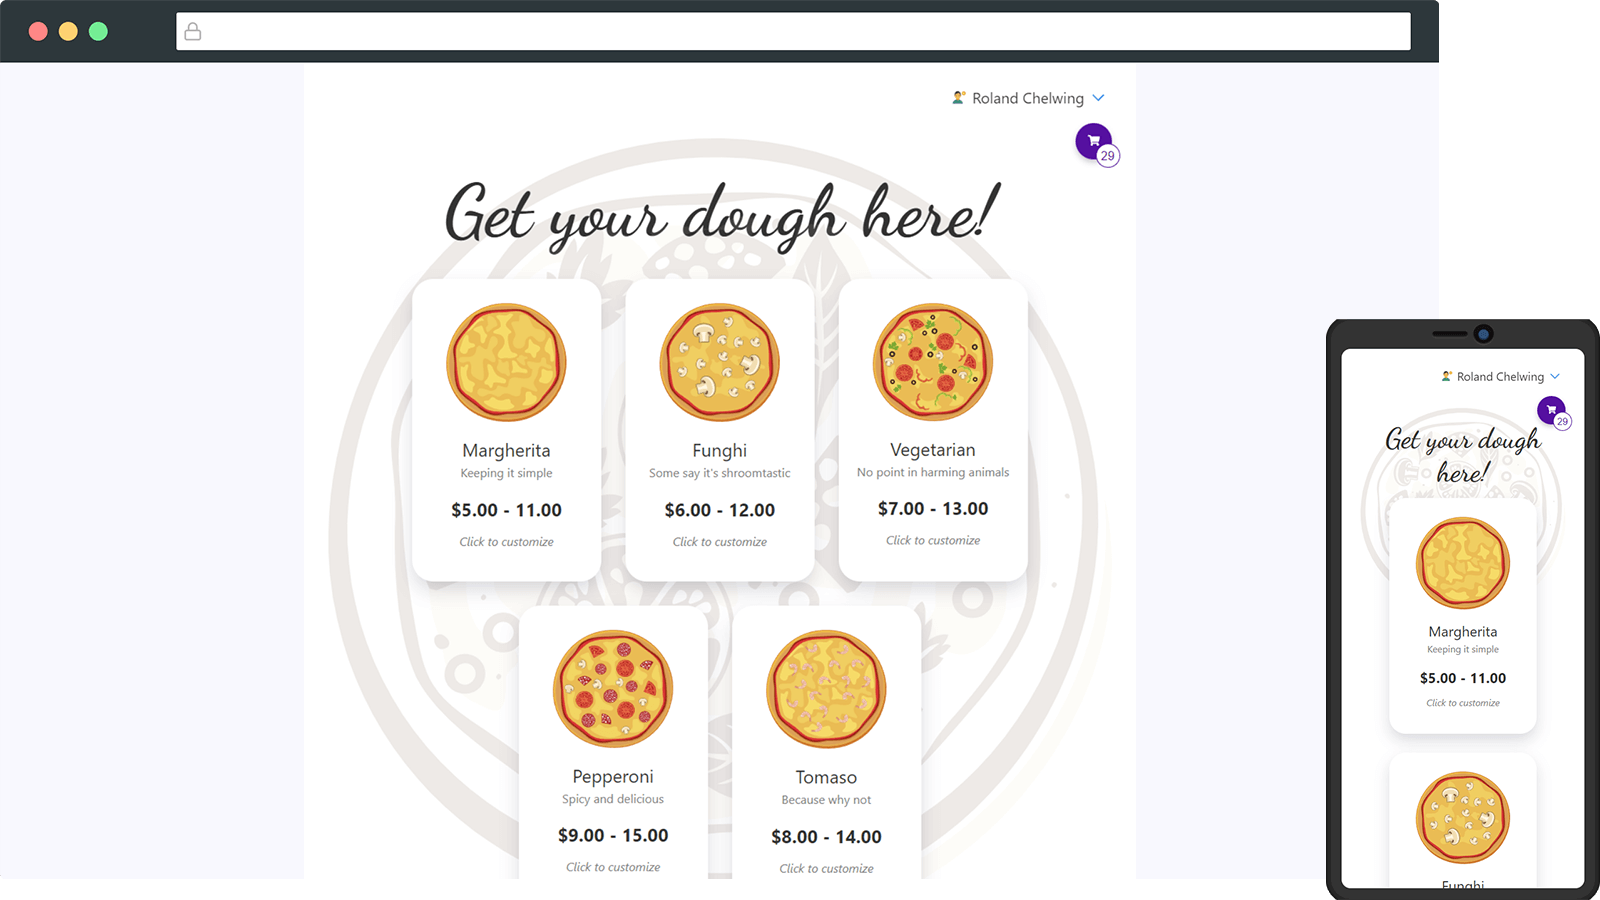 Roland Chelwing
29
Get your dough here!
Margherita
Keeping it simple
$5.00 - 11.00
Click to customize
Funghi
Some say it's shroomtastic
$6.00 - 12.00
Click to customize
Vegetarian
No point in harming animals
$7.00 - 13.00
Click to customize
Pepperoni
Spicy and delicious
$9.00 - 15.00
Click to customize
Tomaso
Because why not
$8.00 - 14.00
Click to customize
Roland Chelwing
29
Get your dough
here!
Margherita
Keeping it simple
$5.00 - 11.00
Click to customize
Funghi